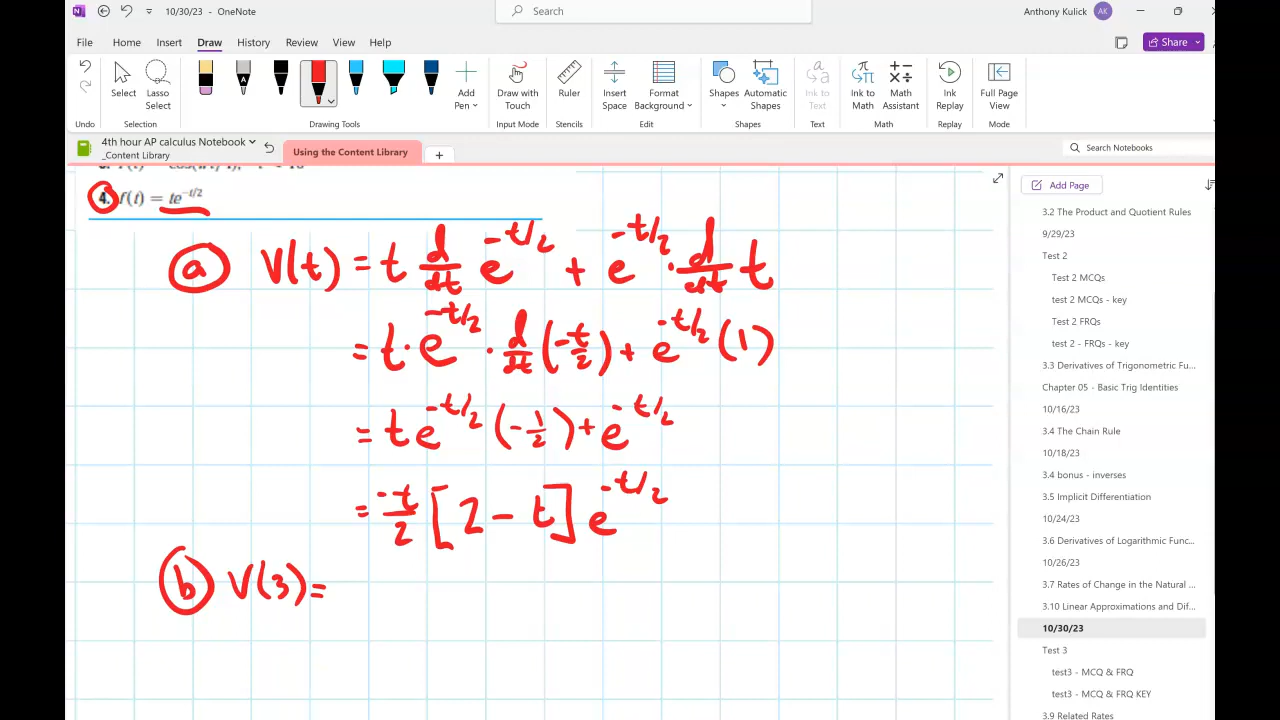 10/30/23 - OneNote
Search
Anthony Kulick AK
File Home Insert Draw History Review View Help
Share
A
Undo
Select
Lasso Select
Selection
Add Pen
Drawing Tools
Draw with Touch
Input Mode
Ruler
Stencils
Insert Space
Format Background
Edit
Shapes
Automatic Shapes
Shapes
Ink to Text
Text
Ink to Math
Math Assistant
Math
Ink Replay
Replay
Full Page View
Mode
4th hour AP calculus Notebook
_Content Library
Using the Content Library
+
Search Notebooks
4. f(t) = te^{-t/2}
(a) V(t) = t d/dt e^{-t/2} + e^{-t/2} · d/dt t
= t · e^{-t/2} · d/dt (-t/2) + e^{-t/2} (1)
= t e^{-t/2} (-1/2) + e^{-t/2}
= -t/2 [2 - t] e^{-t/2}
(b) V(3) =
Add Page
3.2 The Product and Quotient Rules
9/29/23
Test 2
Test 2 MCQs
test 2 MCQs - key
test 2 FRQs
test 2 - FRQs - key
3.3 Derivatives of Trigonometric Fu...
Chapter 05 - Basic Trig Identities
10/16/23
3.4 The Chain Rule
10/18/23
3.4 bonus - inverses
3.5 Implicit Differentiation
10/24/23
3.6 Derivatives of Logarithmic Func...
10/26/23
3.7 Rates of Change in the Natural ...
3.10 Linear Approximations and Dif...
10/30/23
Test 3
test3 - MCQ & FRQ
test3 - MCQ & FRQ KEY
3.9 Related Rates